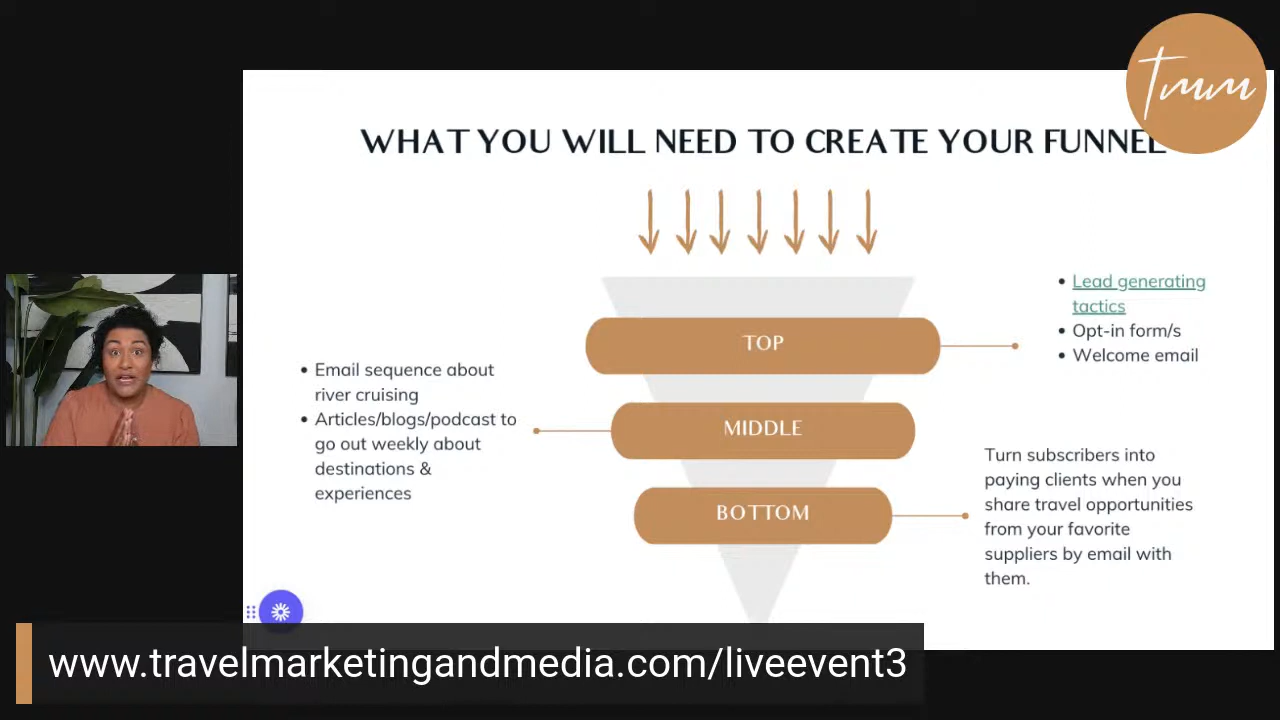 tmm
WHAT YOU WILL NEED TO CREATE YOUR FUNNEL
Lead generating
tactics
Opt-in form/s
Welcome email
TOP
Email sequence about
river cruising
Articles/blogs/podcast to
go out weekly about
destinations &
experiences
MIDDLE
Turn subscribers into
paying clients when you
share travel opportunities
from your favorite
suppliers by email with
them.
BOTTOM
www.travelmarketingandmedia.com/liveevent3